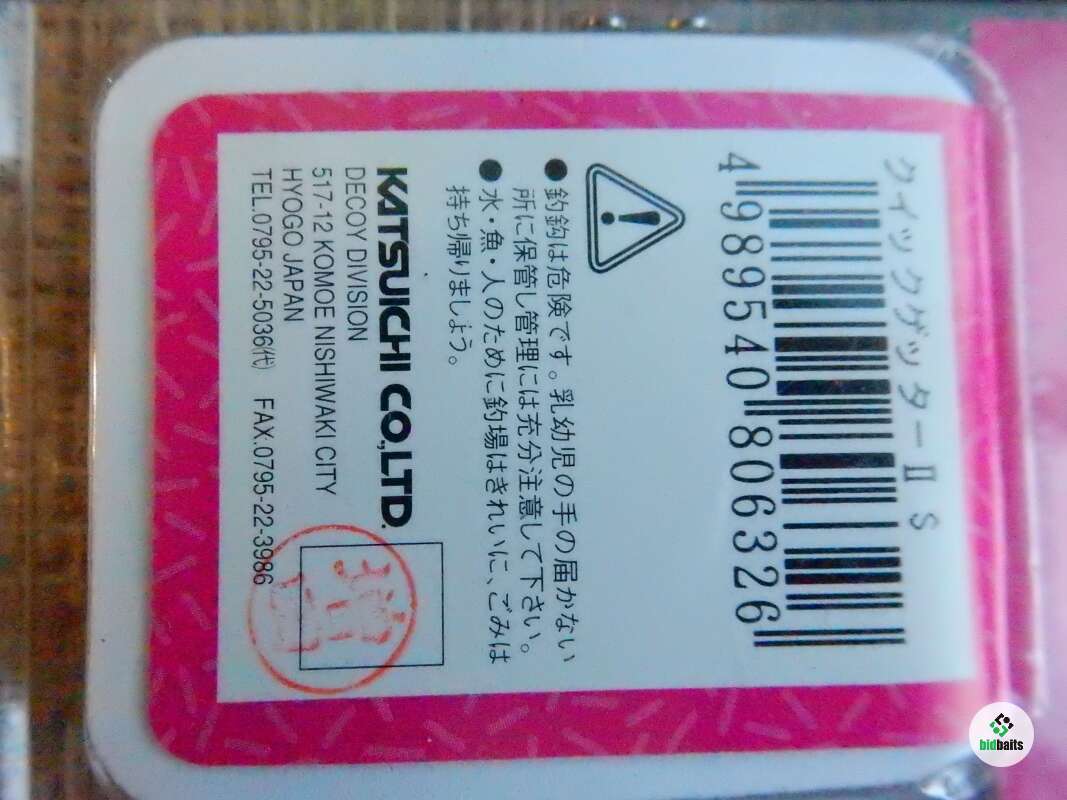 クイックゲッターⅡ S
4 989540 806326
●釣鈎は危険です。乳幼児の手の届かない
所に保管し管理には充分注意して下さい。
●水・魚・人のために釣場はきれいに、ごみは
持ち帰りましょう。
KATSUICHI CO.,LTD.
DECOY DIVISION
517-12 KOMOE NISHIWAKI CITY
HYOGO JAPAN
TEL.0795-22-5036㈹ FAX.0795-22-3986
bidbaits